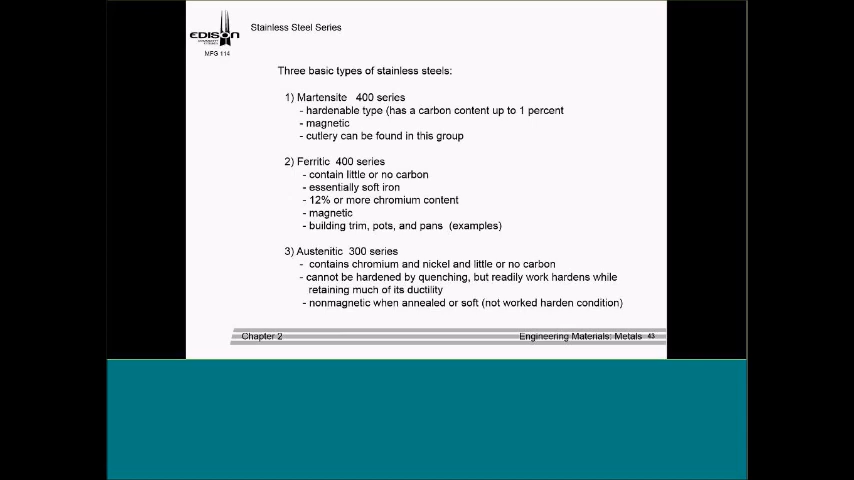 Stainless Steel Series
EDISON
MFG 114
Three basic types of stainless steels:
1) Martensite 400 series
- hardenable type (has a carbon content up to 1 percent
- magnetic
- cutlery can be found in this group
2) Ferritic 400 series
- contain little or no carbon
- essentially soft iron
- 12% or more chromium content
- magnetic
- building trim, pots, and pans (examples)
3) Austenitic 300 series
- contains chromium and nickel and little or no carbon
- cannot be hardened by quenching, but readily work hardens while
retaining much of its ductility
- nonmagnetic when annealed or soft (not worked harden condition)
Chapter 2
Engineering Materials: Metals 43